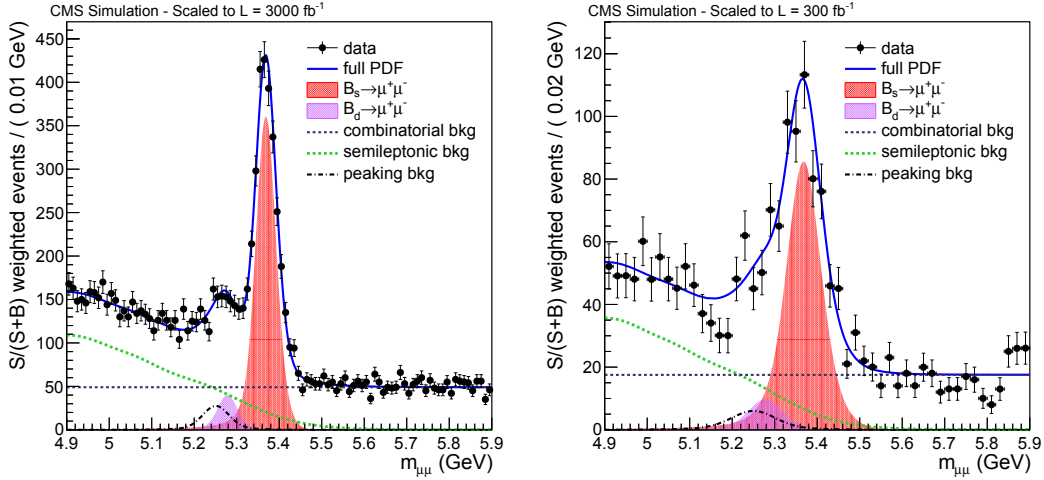 CMS Simulation - Scaled to L = 3000 fb⁻¹
S/(S+B) weighted events / ( 0.01 GeV)
450
400
350
300
250
200
150
100
50
0
data
full PDF
Bₛ→μ⁺μ⁻
B_d→μ⁺μ⁻
combinatorial bkg
semileptonic bkg
peaking bkg
4.9 5 5.1 5.2 5.3 5.4 5.5 5.6 5.7 5.8 5.9
m_μμ (GeV)
CMS Simulation - Scaled to L = 300 fb⁻¹
S/(S+B) weighted events / ( 0.02 GeV)
120
100
80
60
40
20
0
data
full PDF
Bₛ→μ⁺μ⁻
B_d→μ⁺μ⁻
combinatorial bkg
semileptonic bkg
peaking bkg
4.9 5 5.1 5.2 5.3 5.4 5.5 5.6 5.7 5.8 5.9
m_μμ (GeV)